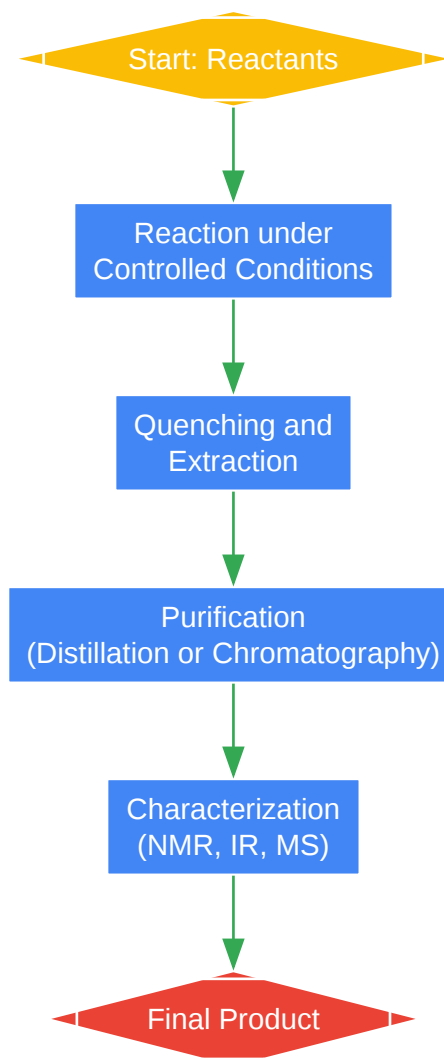 Start: Reactants
Reaction under
Controlled Conditions
Quenching and
Extraction
Purification
(Distillation or Chromatography)
Characterization
(NMR, IR, MS)
Final Product